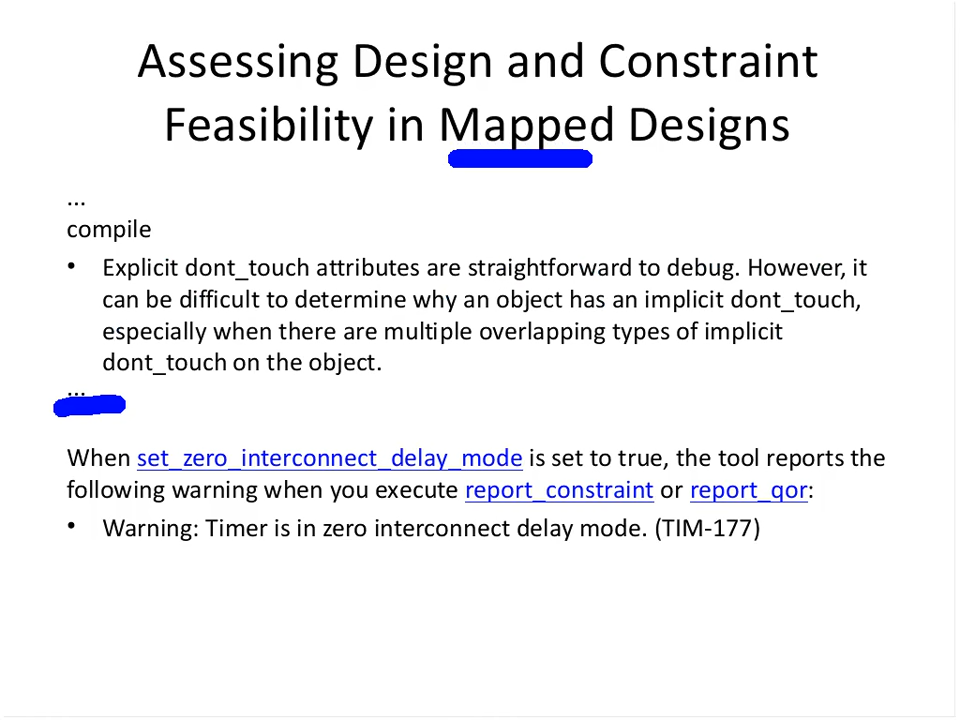 Assessing Design and Constraint
Feasibility in Mapped Designs
...
compile
• Explicit dont_touch attributes are straightforward to debug. However, it
can be difficult to determine why an object has an implicit dont_touch,
especially when there are multiple overlapping types of implicit
dont_touch on the object.
...
When set_zero_interconnect_delay_mode is set to true, the tool reports the
following warning when you execute report_constraint or report_qor:
• Warning: Timer is in zero interconnect delay mode. (TIM-177)